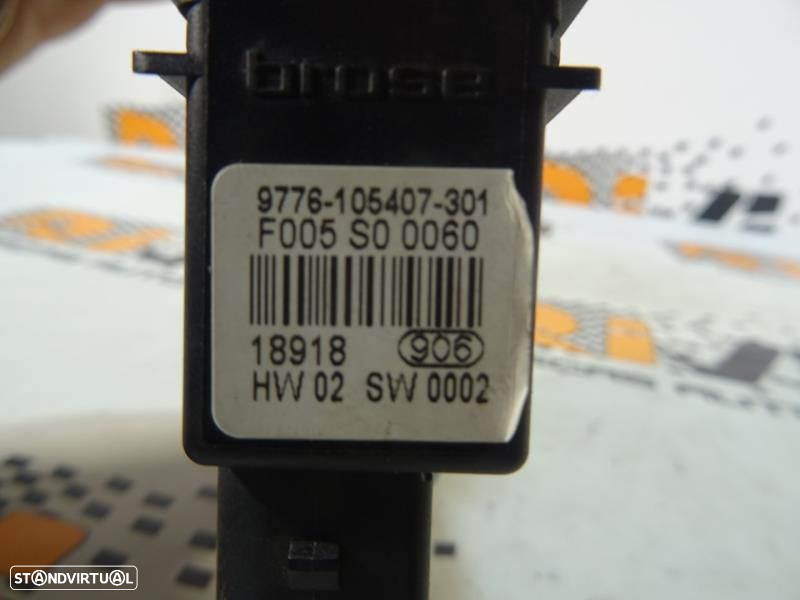 brose
9776-105407-301
F005 S0 0060
18918 906
HW 02 SW 0002
STANDVIRTUAL